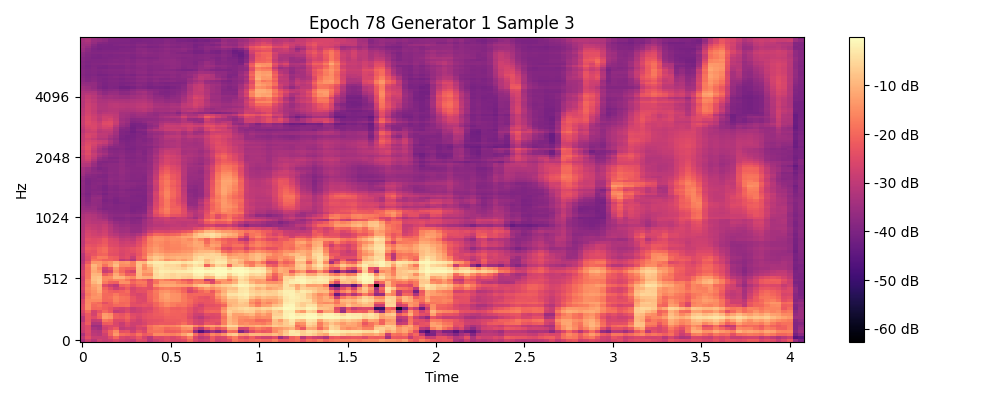 Epoch 78 Generator 1 Sample 3
Hz
4096
2048
1024
512
0
0 0.5 1 1.5 2 2.5 3 3.5 4
Time
-10 dB
-20 dB
-30 dB
-40 dB
-50 dB
-60 dB